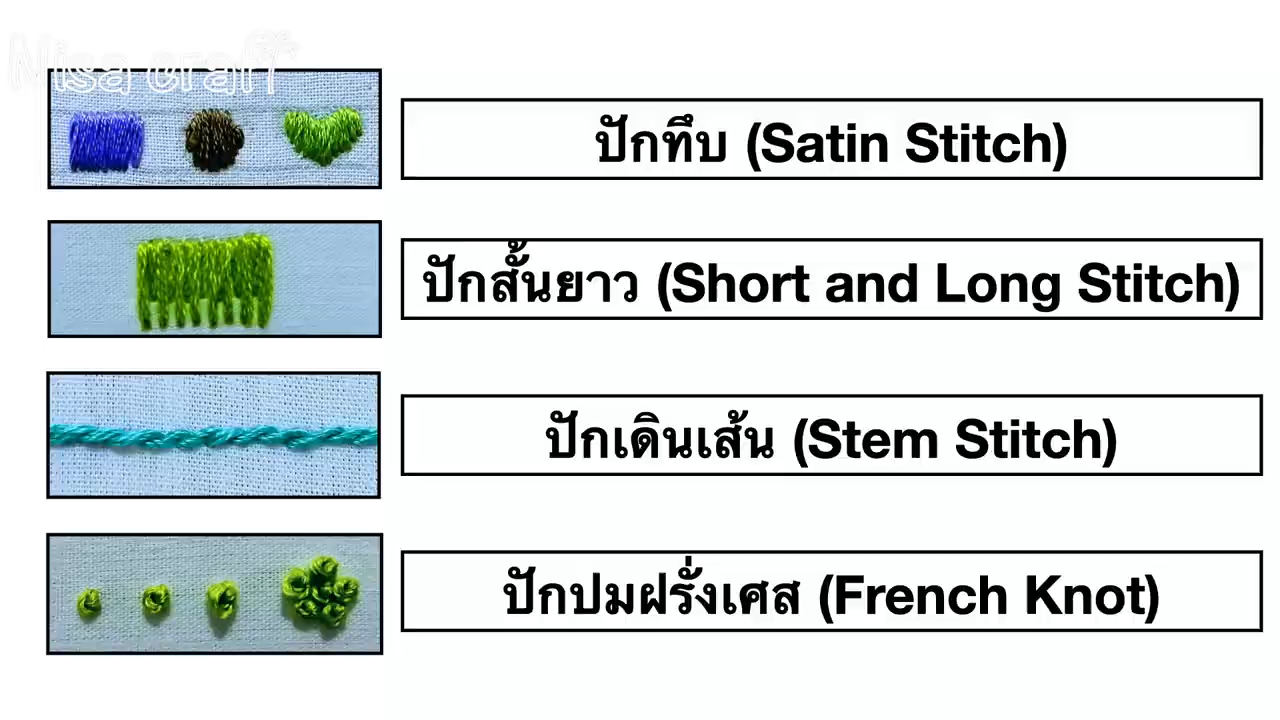 Nisa craft
ปักทึบ (Satin Stitch)
ปักสั้นยาว (Short and Long Stitch)
ปักเดินเส้น (Stem Stitch)
ปักปมฝรั่งเศส (French Knot)